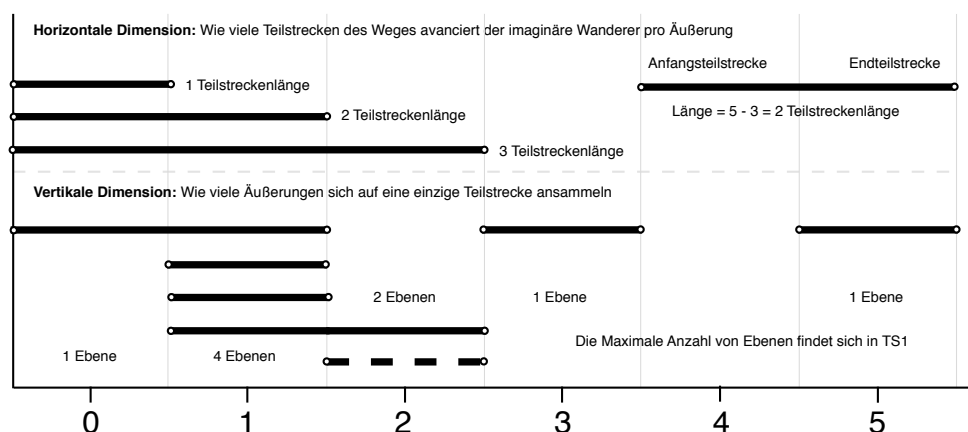 Horizontale Dimension: Wie viele Teilstrecken des Weges avanciert der imaginäre Wanderer pro Äußerung
Anfangsteilstrecke
Endteilstrecke
1 Teilstreckenlänge
Länge = 5 - 3 = 2 Teilstreckenlänge
2 Teilstreckenlänge
3 Teilstreckenlänge
Vertikale Dimension: Wie viele Äußerungen sich auf eine einzige Teilstrecke ansammeln
2 Ebenen
1 Ebene
1 Ebene
Die Maximale Anzahl von Ebenen findet sich in TS1
1 Ebene
4 Ebenen
0 1 2 3 4 5